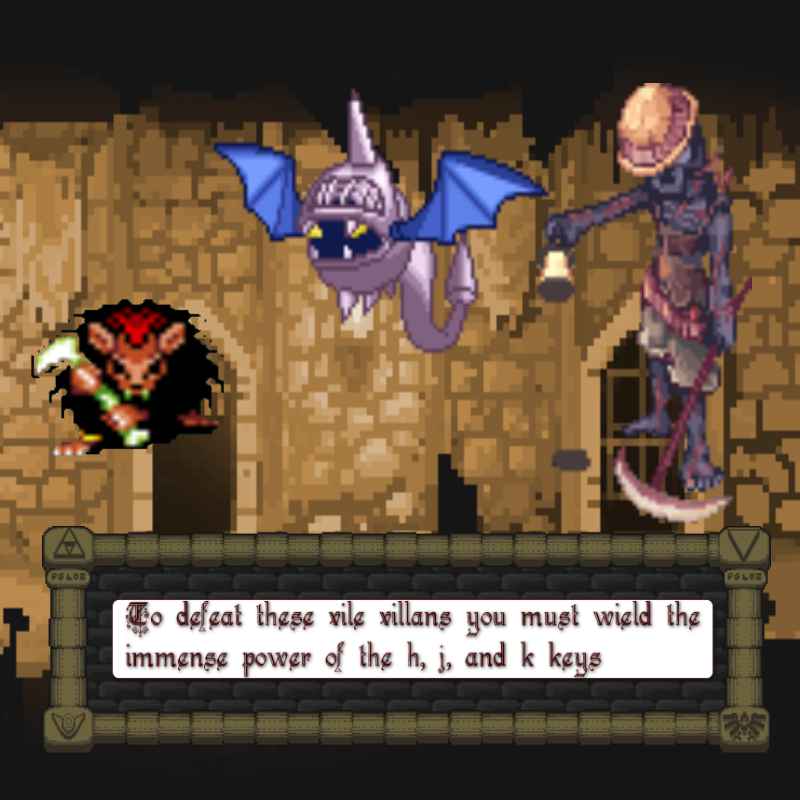 To defeat these vile villans you must wield the
immense power of the h, j, and k keys